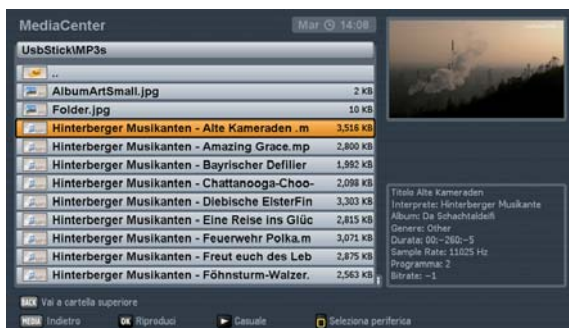 MediaCenter
Mar 14:08
UsbStick\MP3s
..
AlbumArtSmall.jpg 2 KB
Folder.jpg 10 KB
Hinterberger Musikanten - Alte Kameraden .m 3,516 KB
Hinterberger Musikanten - Amazing Grace.mp 2,800 KB
Hinterberger Musikanten - Bayrischer Defilier 1,992 KB
Hinterberger Musikanten - Chattanooga-Choo- 2,098 KB
Hinterberger Musikanten - Diebische ElsterFin 3,303 KB
Hinterberger Musikanten - Eine Reise ins Glüc 2,815 KB
Hinterberger Musikanten - Feuerwehr Polka.m 3,071 KB
Hinterberger Musikanten - Freut euch des Leb 2,875 KB
Hinterberger Musikanten - Föhnsturm-Walzer. 2,563 KB
Titolo Alte Kameraden
Interprete: Hinterberger Musikante
Album: Da Schachtaldeifi
Genere: Other
Durata: 00:-260:-5
Sample Rate: 11025 Hz
Programma: 2
Bitrate: -1
BACK Vai a cartella superiore
MEDIA Indietro OK Riproduci Casuale Seleziona periferica